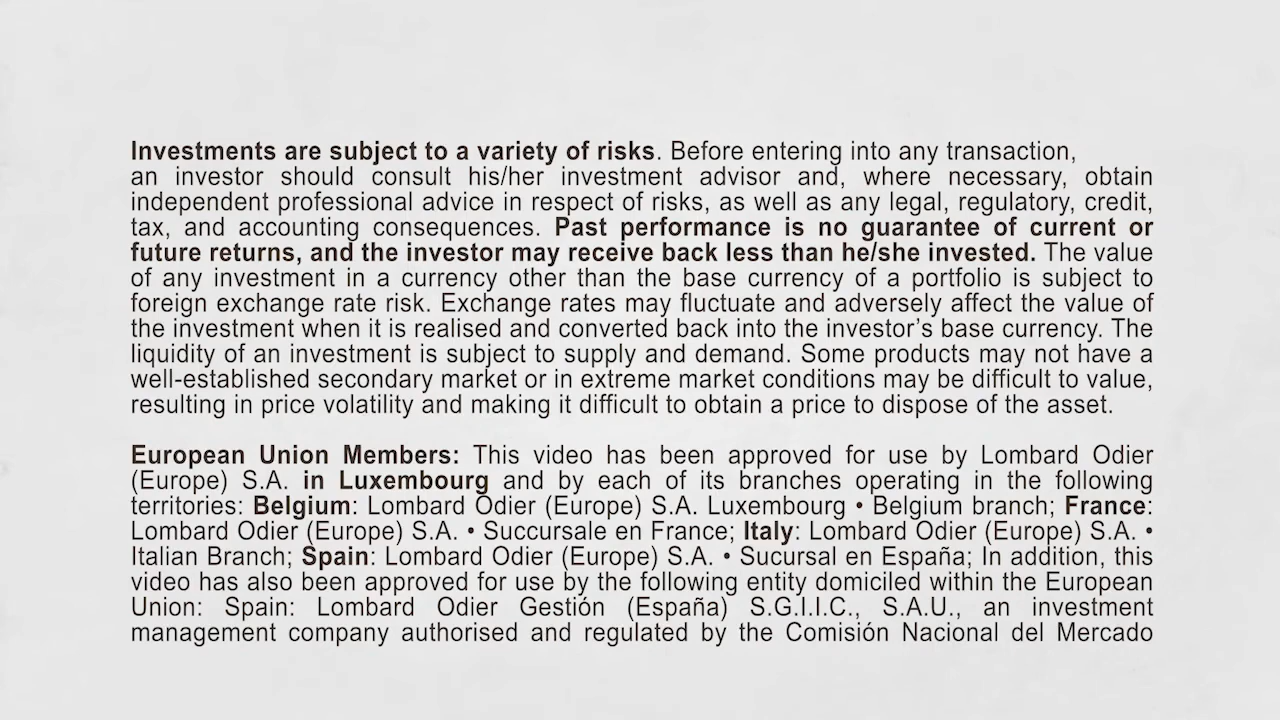 Investments are subject to a variety of risks. Before entering into any transaction,
an investor should consult his/her investment advisor and, where necessary, obtain
independent professional advice in respect of risks, as well as any legal, regulatory, credit,
tax, and accounting consequences. Past performance is no guarantee of current or
future returns, and the investor may receive back less than he/she invested. The value
of any investment in a currency other than the base currency of a portfolio is subject to
foreign exchange rate risk. Exchange rates may fluctuate and adversely affect the value of
the investment when it is realised and converted back into the investor’s base currency. The
liquidity of an investment is subject to supply and demand. Some products may not have a
well-established secondary market or in extreme market conditions may be difficult to value,
resulting in price volatility and making it difficult to obtain a price to dispose of the asset.
European Union Members: This video has been approved for use by Lombard Odier
(Europe) S.A. in Luxembourg and by each of its branches operating in the following
territories: Belgium: Lombard Odier (Europe) S.A. Luxembourg • Belgium branch; France:
Lombard Odier (Europe) S.A. • Succursale en France; Italy: Lombard Odier (Europe) S.A. •
Italian Branch; Spain: Lombard Odier (Europe) S.A. • Sucursal en España; In addition, this
video has also been approved for use by the following entity domiciled within the European
Union: Spain: Lombard Odier Gestión (España) S.G.I.I.C., S.A.U., an investment
management company authorised and regulated by the Comisión Nacional del Mercado